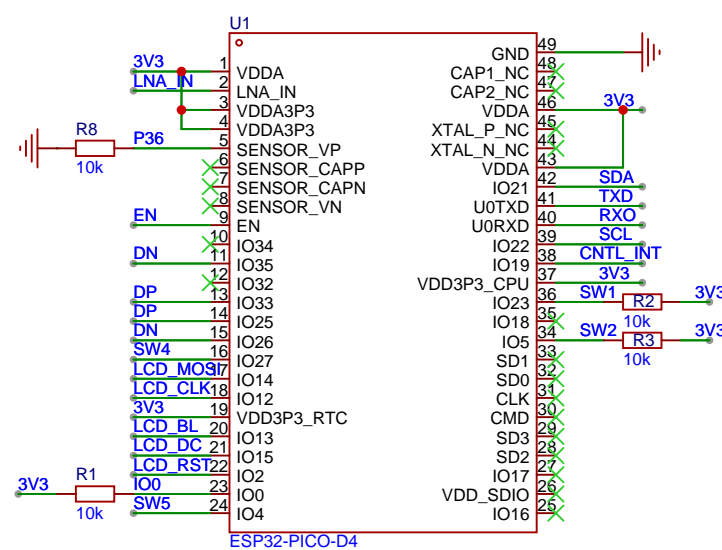 U1
3V3 1 VDDA
LNA_IN 2 LNA_IN
3 VDDA3P3
4 VDDA3P3
R8 10k P36 5 SENSOR_VP
6 SENSOR_CAPP
7 SENSOR_CAPN
8 SENSOR_VN
EN 9 EN
10 IO34
DN 11 IO35
12 IO32
DP 13 IO33
DP 14 IO25
DN 15 IO26
SW4 16 IO27
LCD_MOSI 17 IO14
LCD_CLK 18 IO12
3V3 19 VDD3P3_RTC
LCD_BL 20 IO13
LCD_DC 21 IO15
LCD_RST 22 IO2
3V3 R1 10k IO0 23 IO0
SW5 24 IO4
GND 49
CAP1_NC 48
CAP2_NC 47
VDDA 46 3V3
XTAL_P_NC 45
XTAL_N_NC 44
VDDA 43
IO21 42 SDA
U0TXD 41 TXD
U0RXD 40 RXO
IO22 39 SCL
IO19 38 CNTL_INT
VDD3P3_CPU 37 3V3
IO23 36 SW1 R2 10k 3V3
IO18 35
IO5 34 SW2 R3 10k 3V3
SD1 33
SD0 32
CLK 31
CMD 30
SD3 29
SD2 28
IO17 27
VDD_SDIO 26
IO16 25
ESP32-PICO-D4